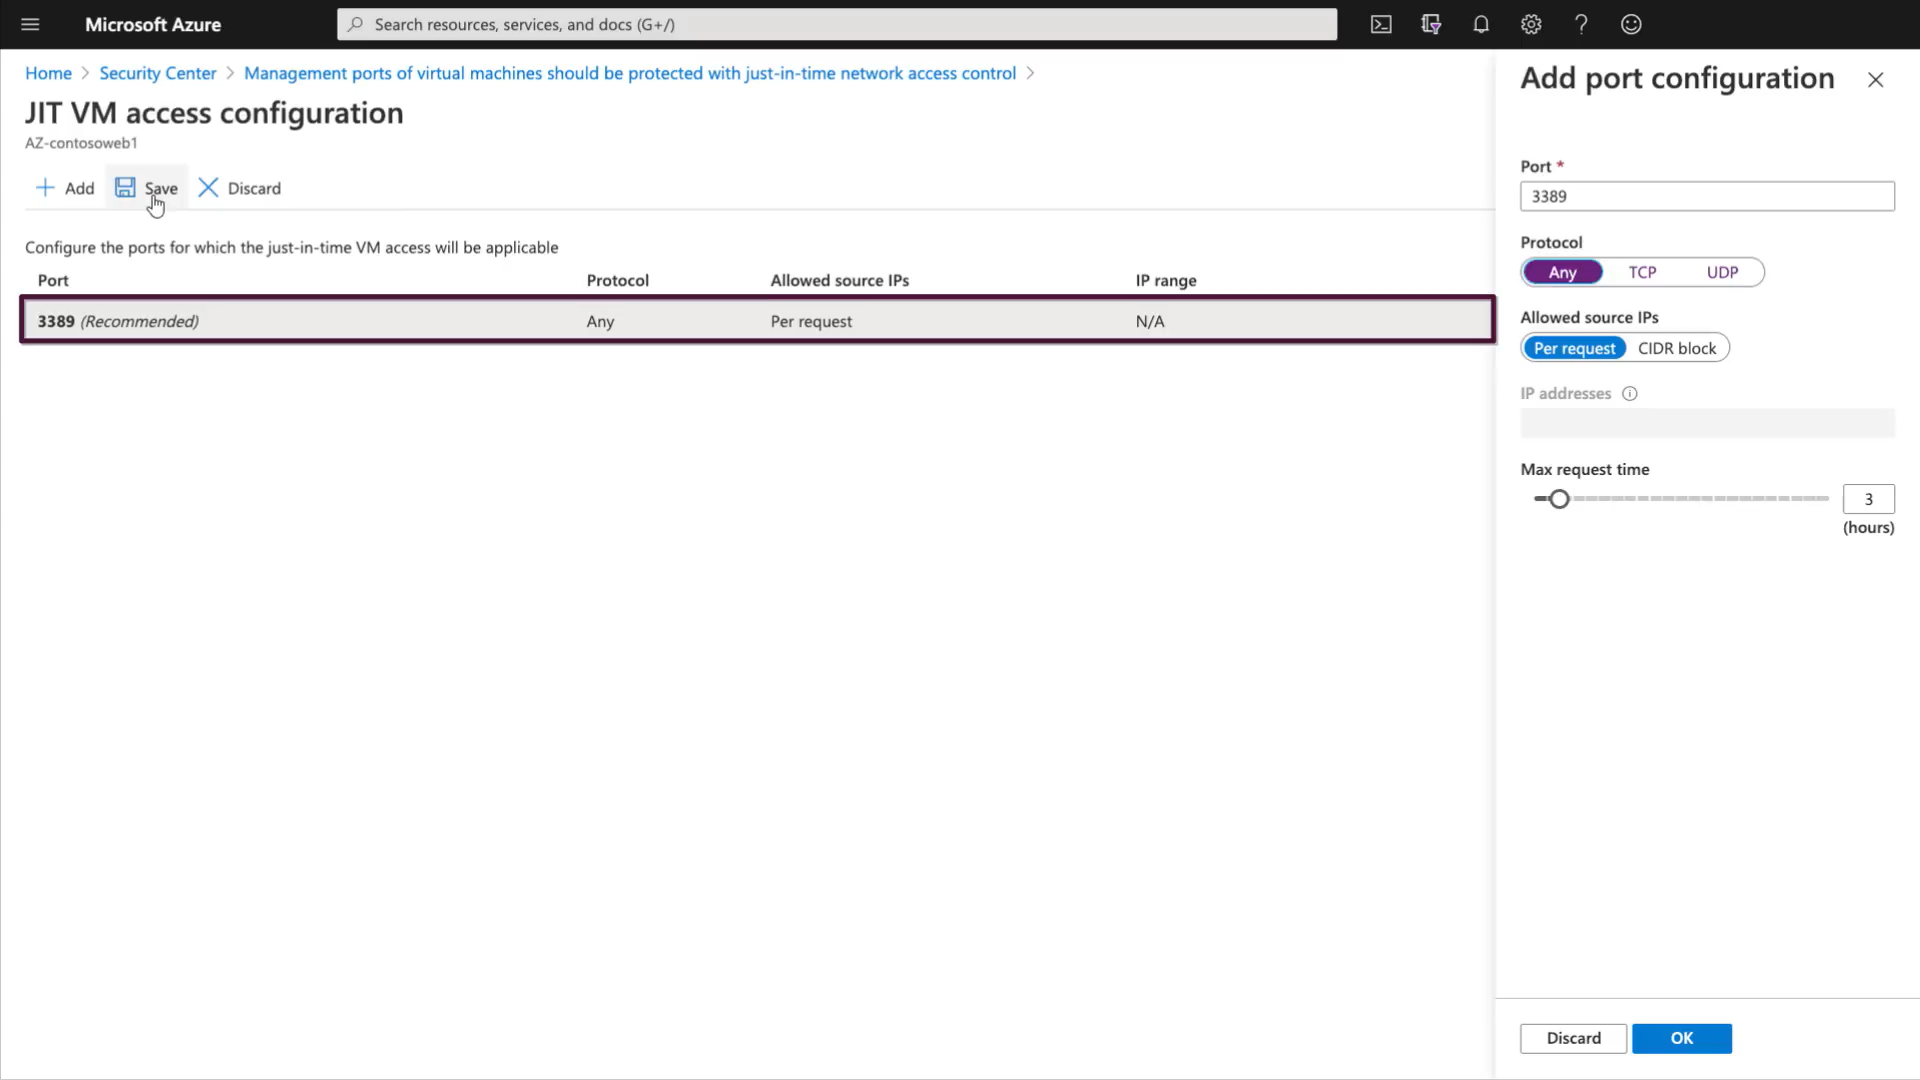 Microsoft Azure
Search resources, services, and docs (G+/)
Home > Security Center > Management ports of virtual machines should be protected with just-in-time network access control >
JIT VM access configuration
AZ-contosoweb1
Add Save Discard
Configure the ports for which the just-in-time VM access will be applicable
Port Protocol Allowed source IPs IP range
3389 (Recommended) Any Per request N/A
Add port configuration
Port *
3389
Protocol
Any TCP UDP
Allowed source IPs
Per request CIDR block
IP addresses
Max request time
3
(hours)
Discard OK